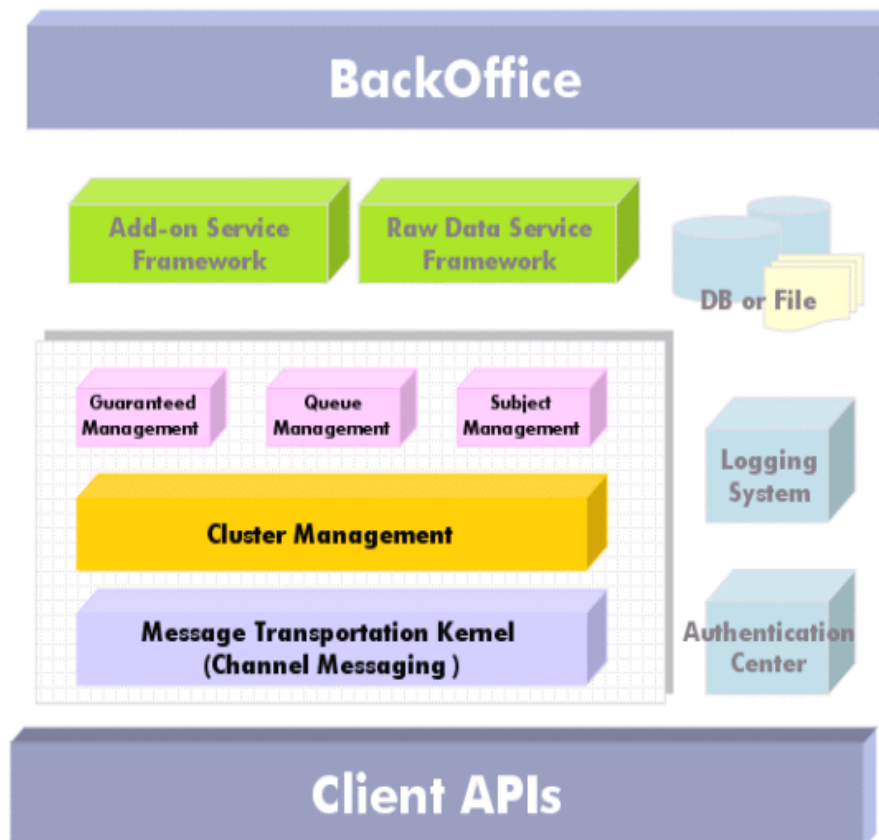 BackOffice
Add-on Service
Framework
Raw Data Service
Framework
DB or File
Guaranteed
Management
Queue
Management
Subject
Management
Logging
System
Cluster Management
Message Transportation Kernel
(Channel Messaging )
Authentication
Center
Client APIs